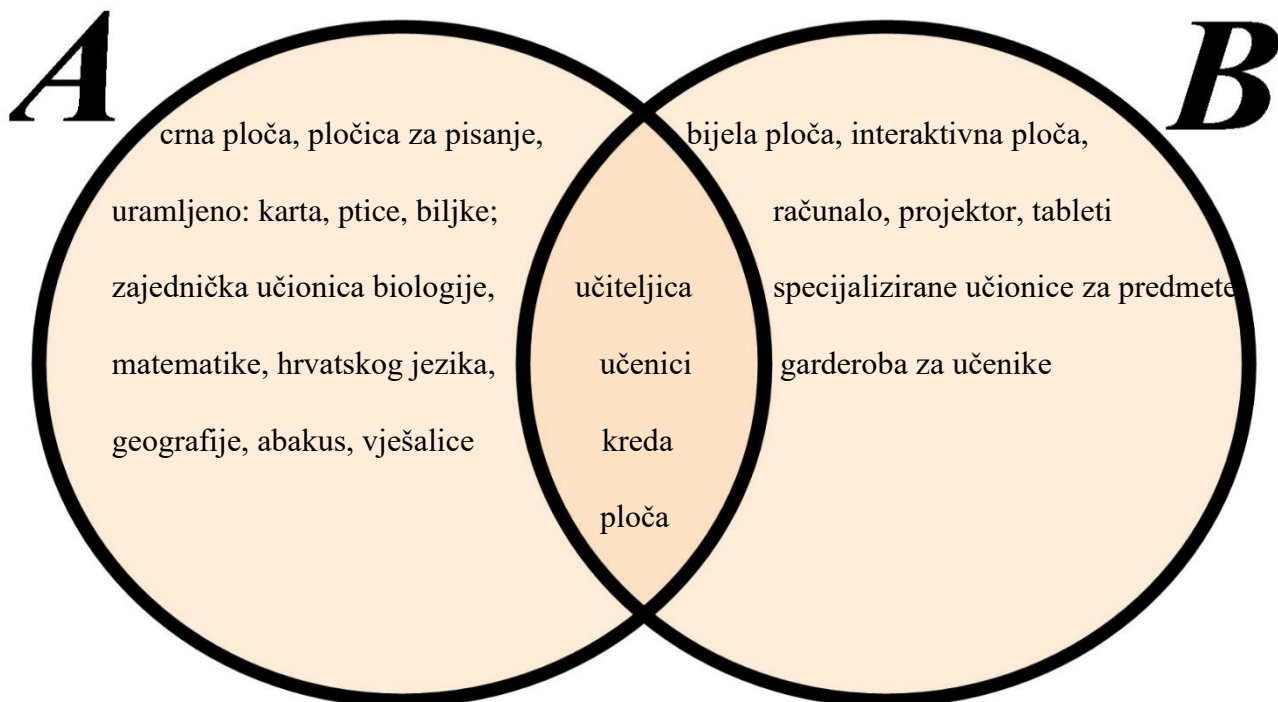 A
B
crna ploča, pločica za pisanje,
uramljeno: karta, ptice, biljke;
zajednička učionica biologije,
matematike, hrvatskog jezika,
geografije, abakus, vješalice
učiteljica
učenici
kreda
ploča
bijela ploča, interaktivna ploča,
računalo, projektor, tableti
specijalizirane učionice za predmete
garderoba za učenike